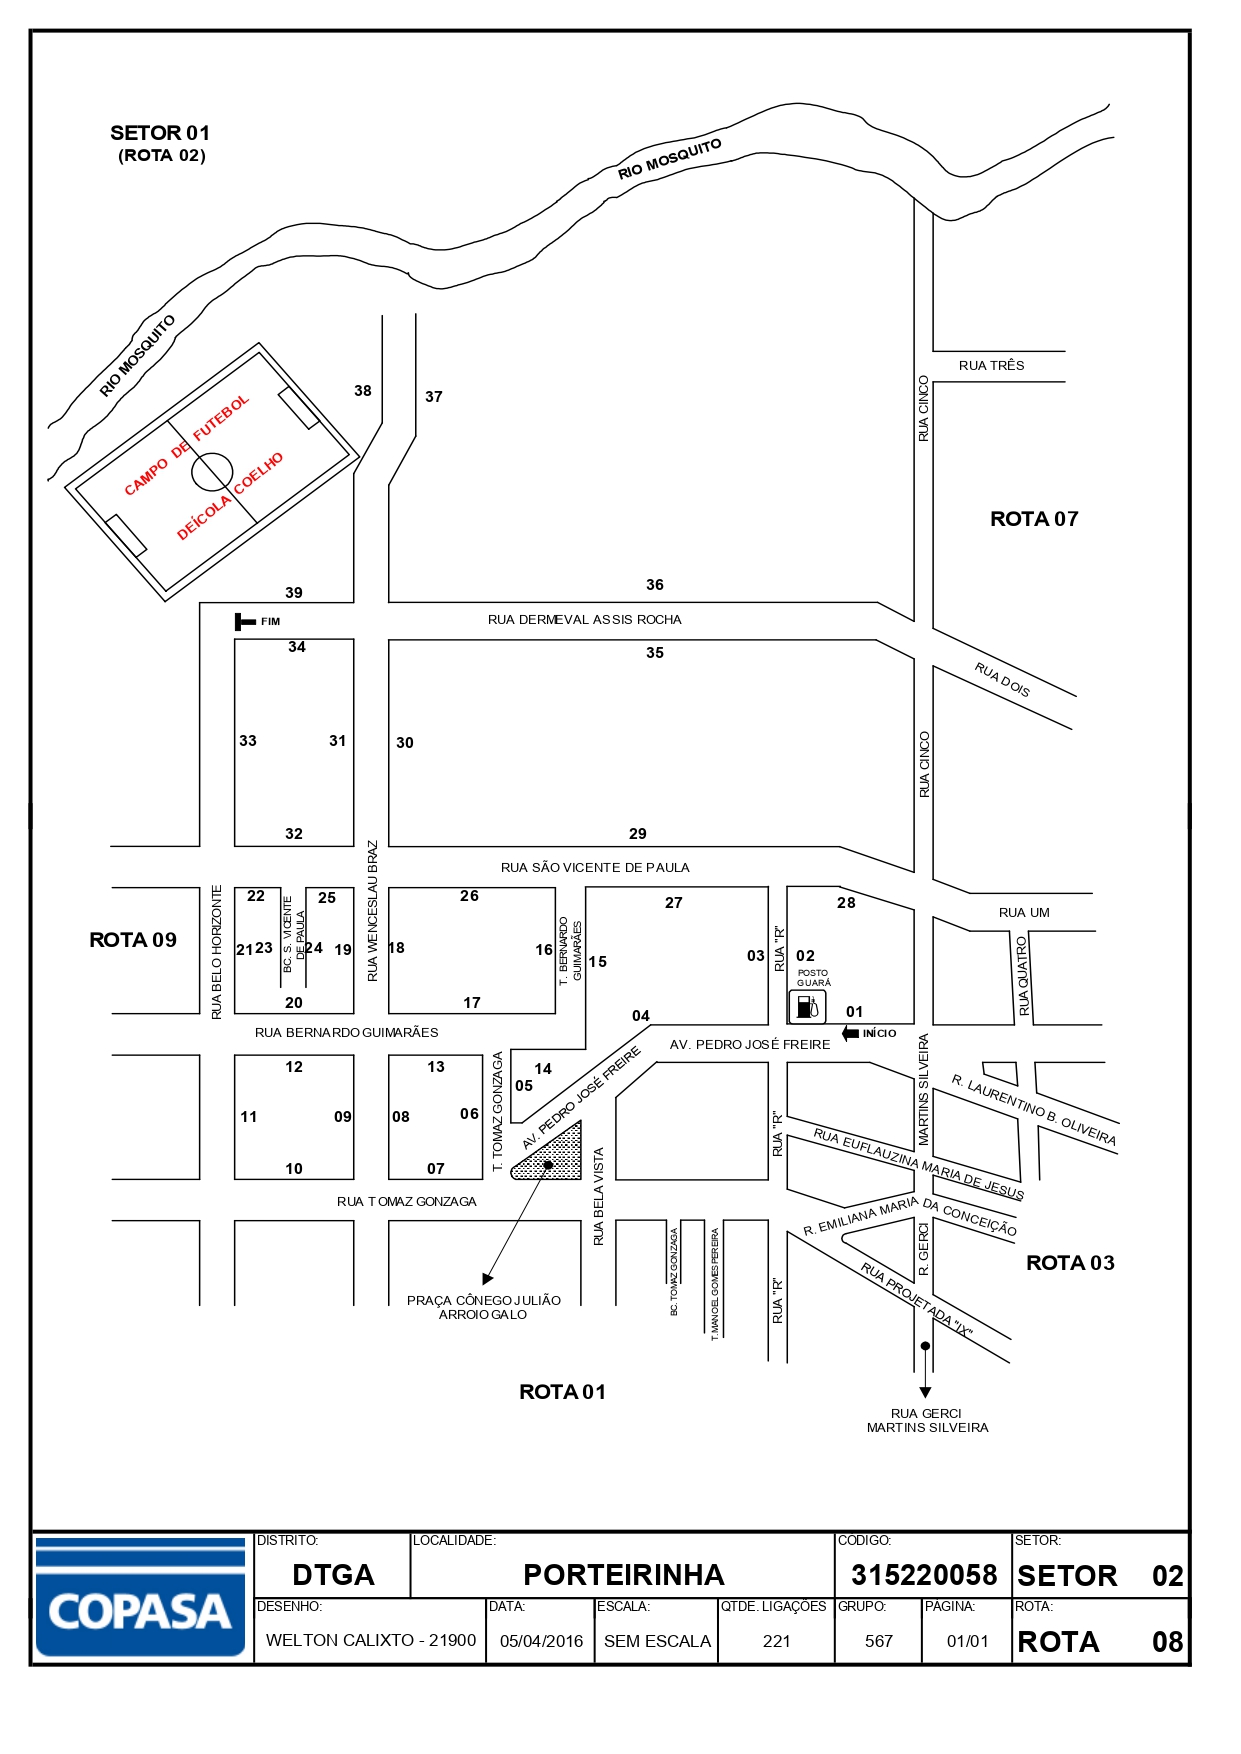 SETOR 01
(ROTA 02)
RIO MOSQUITO
RIO MOSQUITO
CAMPO DE FUTEBOL
DEÍCOLA COELHO
38
37
RUA TRÊS
RUA CINCO
ROTA 07
39
36
FIM
RUA DERMEVAL ASSIS ROCHA
34
35
RUA DOIS
33
31
30
RUA CINCO
32
29
RUA WENCESLAU BRAZ
RUA SÃO VICENTE DE PAULA
22
25
26
27
28
RUA UM
ROTA 09
RUA BELO HORIZONTE
21
23
BC. S. VICENTE
DE PAULA
24
19
18
16
T. BERNARDO
GUIMARÃES
15
03
RUA "R"
02
POSTO
GUARÁ
RUA QUATRO
20
17
04
01
INÍCIO
RUA BERNARDO GUIMARÃES
AV. PEDRO JOSÉ FREIRE
12
13
14
05
T. TOMAZ GONZAGA
AV. PEDRO JOSÉ FREIRE
MARTINS SILVEIRA
R. LAURENTINO B. OLIVEIRA
11
09
08
06
RUA "R"
RUA EUFLAUZINA MARIA DE JESUS
10
07
RUA TOMAZ GONZAGA
RUA BELA VISTA
R. EMILIANA MARIA DA CONCEIÇÃO
R. GERCI
BC. TOMAZ GONZAGA
T. MANOEL GOMES PEREIRA
RUA "R"
RUA PROJETADA "IX"
ROTA 03
PRAÇA CÔNEGO JULIÃO
ARROIO GALO
ROTA 01
RUA GERCI
MARTINS SILVEIRA
COPASA
DISTRITO:
DTGA
LOCALIDADE:
PORTEIRINHA
CODIGO:
315220058
SETOR:
SETOR 02
DESENHO:
WELTON CALIXTO - 21900
DATA:
05/04/2016
ESCALA:
SEM ESCALA
QTDE. LIGAÇÕES
221
GRUPO:
567
PAGINA:
01/01
ROTA:
ROTA 08